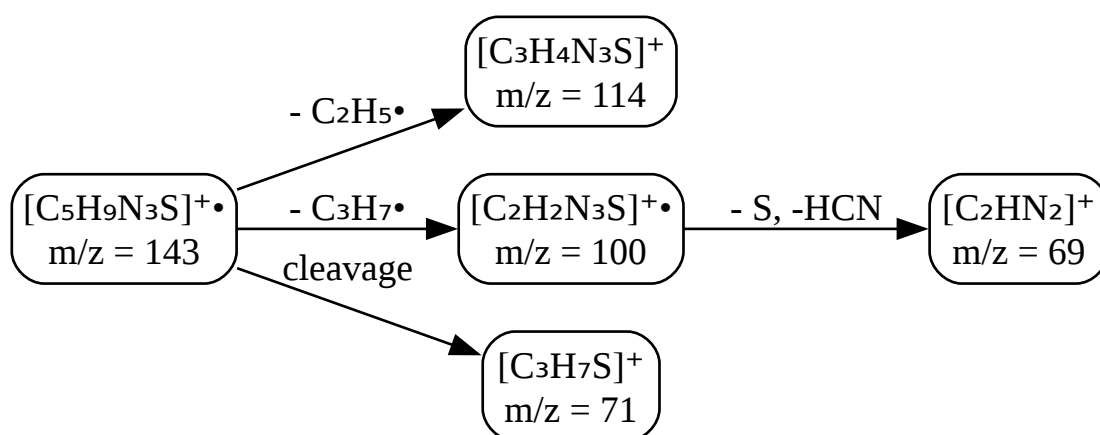 [C₃H₄N₃S]⁺
m/z = 114
- C₂H₅•
[C₅H₉N₃S]⁺•
m/z = 143
- C₃H₇•
[C₂H₂N₃S]⁺•
m/z = 100
- S, -HCN
[C₂HN₂]⁺
m/z = 69
cleavage
[C₃H₇S]⁺
m/z = 71